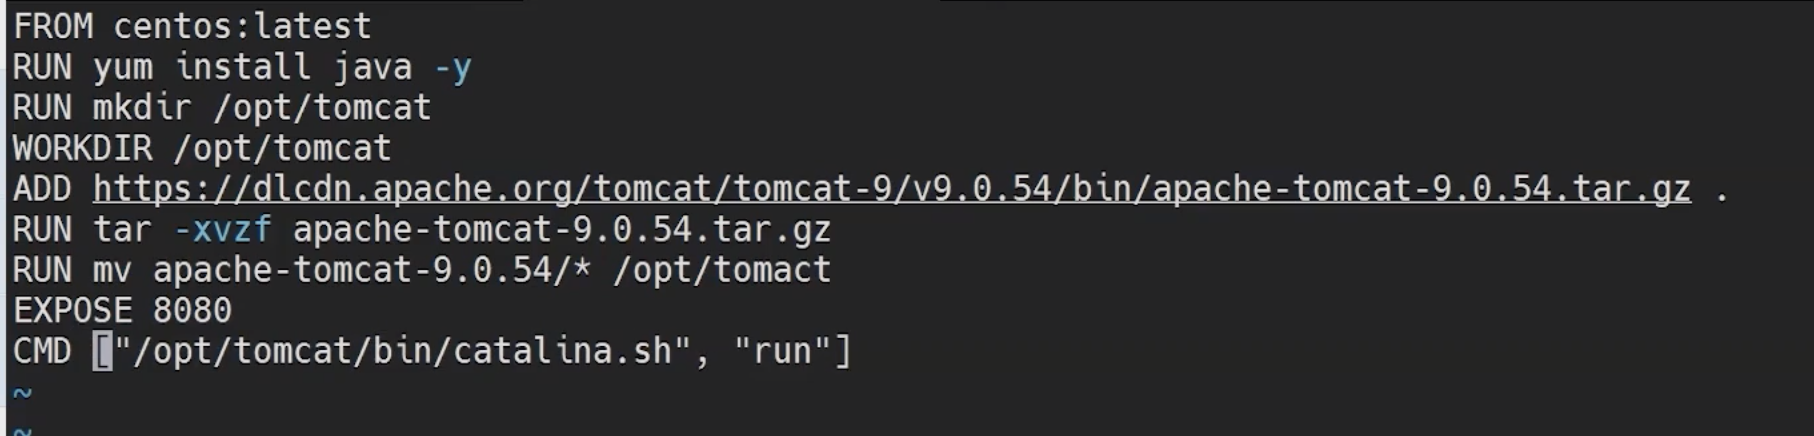 FROM centos:latest
RUN yum install java -y
RUN mkdir /opt/tomcat
WORKDIR /opt/tomcat
ADD https://dlcdn.apache.org/tomcat/tomcat-9/v9.0.54/bin/apache-tomcat-9.0.54.tar.gz .
RUN tar -xvzf apache-tomcat-9.0.54.tar.gz
RUN mv apache-tomcat-9.0.54/* /opt/tomact
EXPOSE 8080
CMD ["/opt/tomcat/bin/catalina.sh", "run"]
~
~